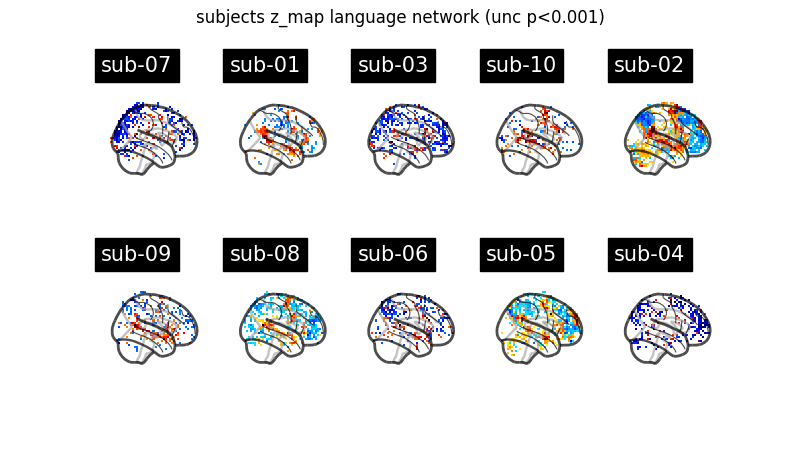 subjects z_map language network (unc p<0.001)
sub-07 sub-01 sub-03 sub-10 sub-02
sub-09 sub-08 sub-06 sub-05 sub-04